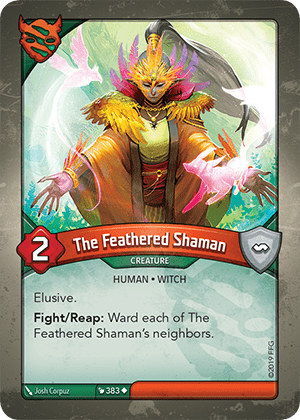 2
The Feathered Shaman
CREATURE
HUMAN • WITCH
Elusive.
Fight/Reap: Ward each of The
Feathered Shaman's neighbors.
Josh Corpuz
383
©2019 FFG